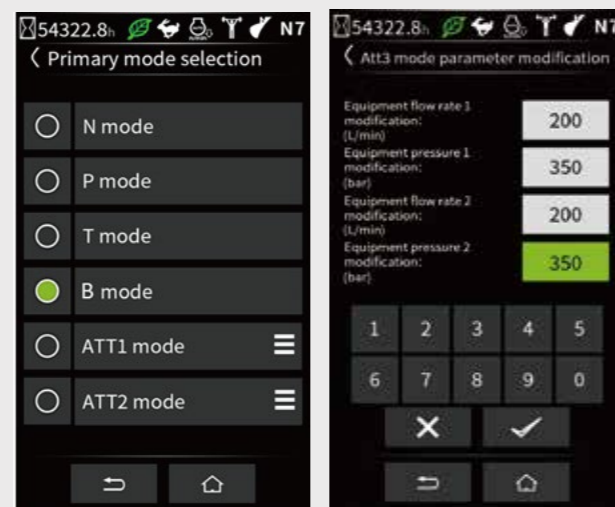 54322.8h N7
Primary mode selection
N mode
P mode
T mode
B mode
ATT1 mode
ATT2 mode
54322.8h N7
Att3 mode parameter modification
Equipment flow rate 1
modification:
(L/min)
200
Equipment pressure 1
modification:
(bar)
350
Equipment flow rate 2
modification:
(L/min)
200
Equipment pressure 2
modification:
(bar)
350
1 2 3 4 5
6 7 8 9 0